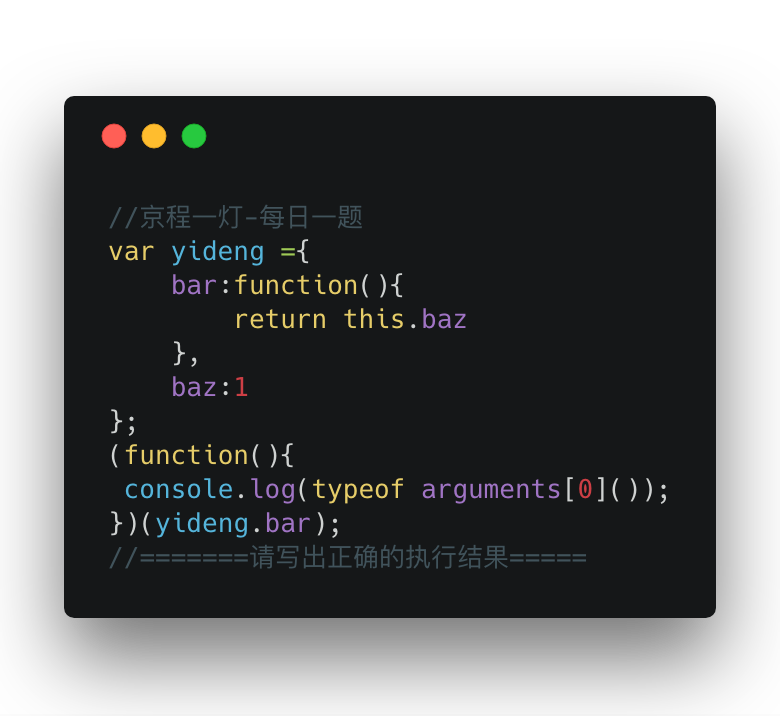 //京程一灯-每日一题
var yideng ={
    bar:function(){
        return this.baz
    },
    baz:1
};
(function(){
 console.log(typeof arguments[0]());
})(yideng.bar);
//=======请写出正确的执行结果=====